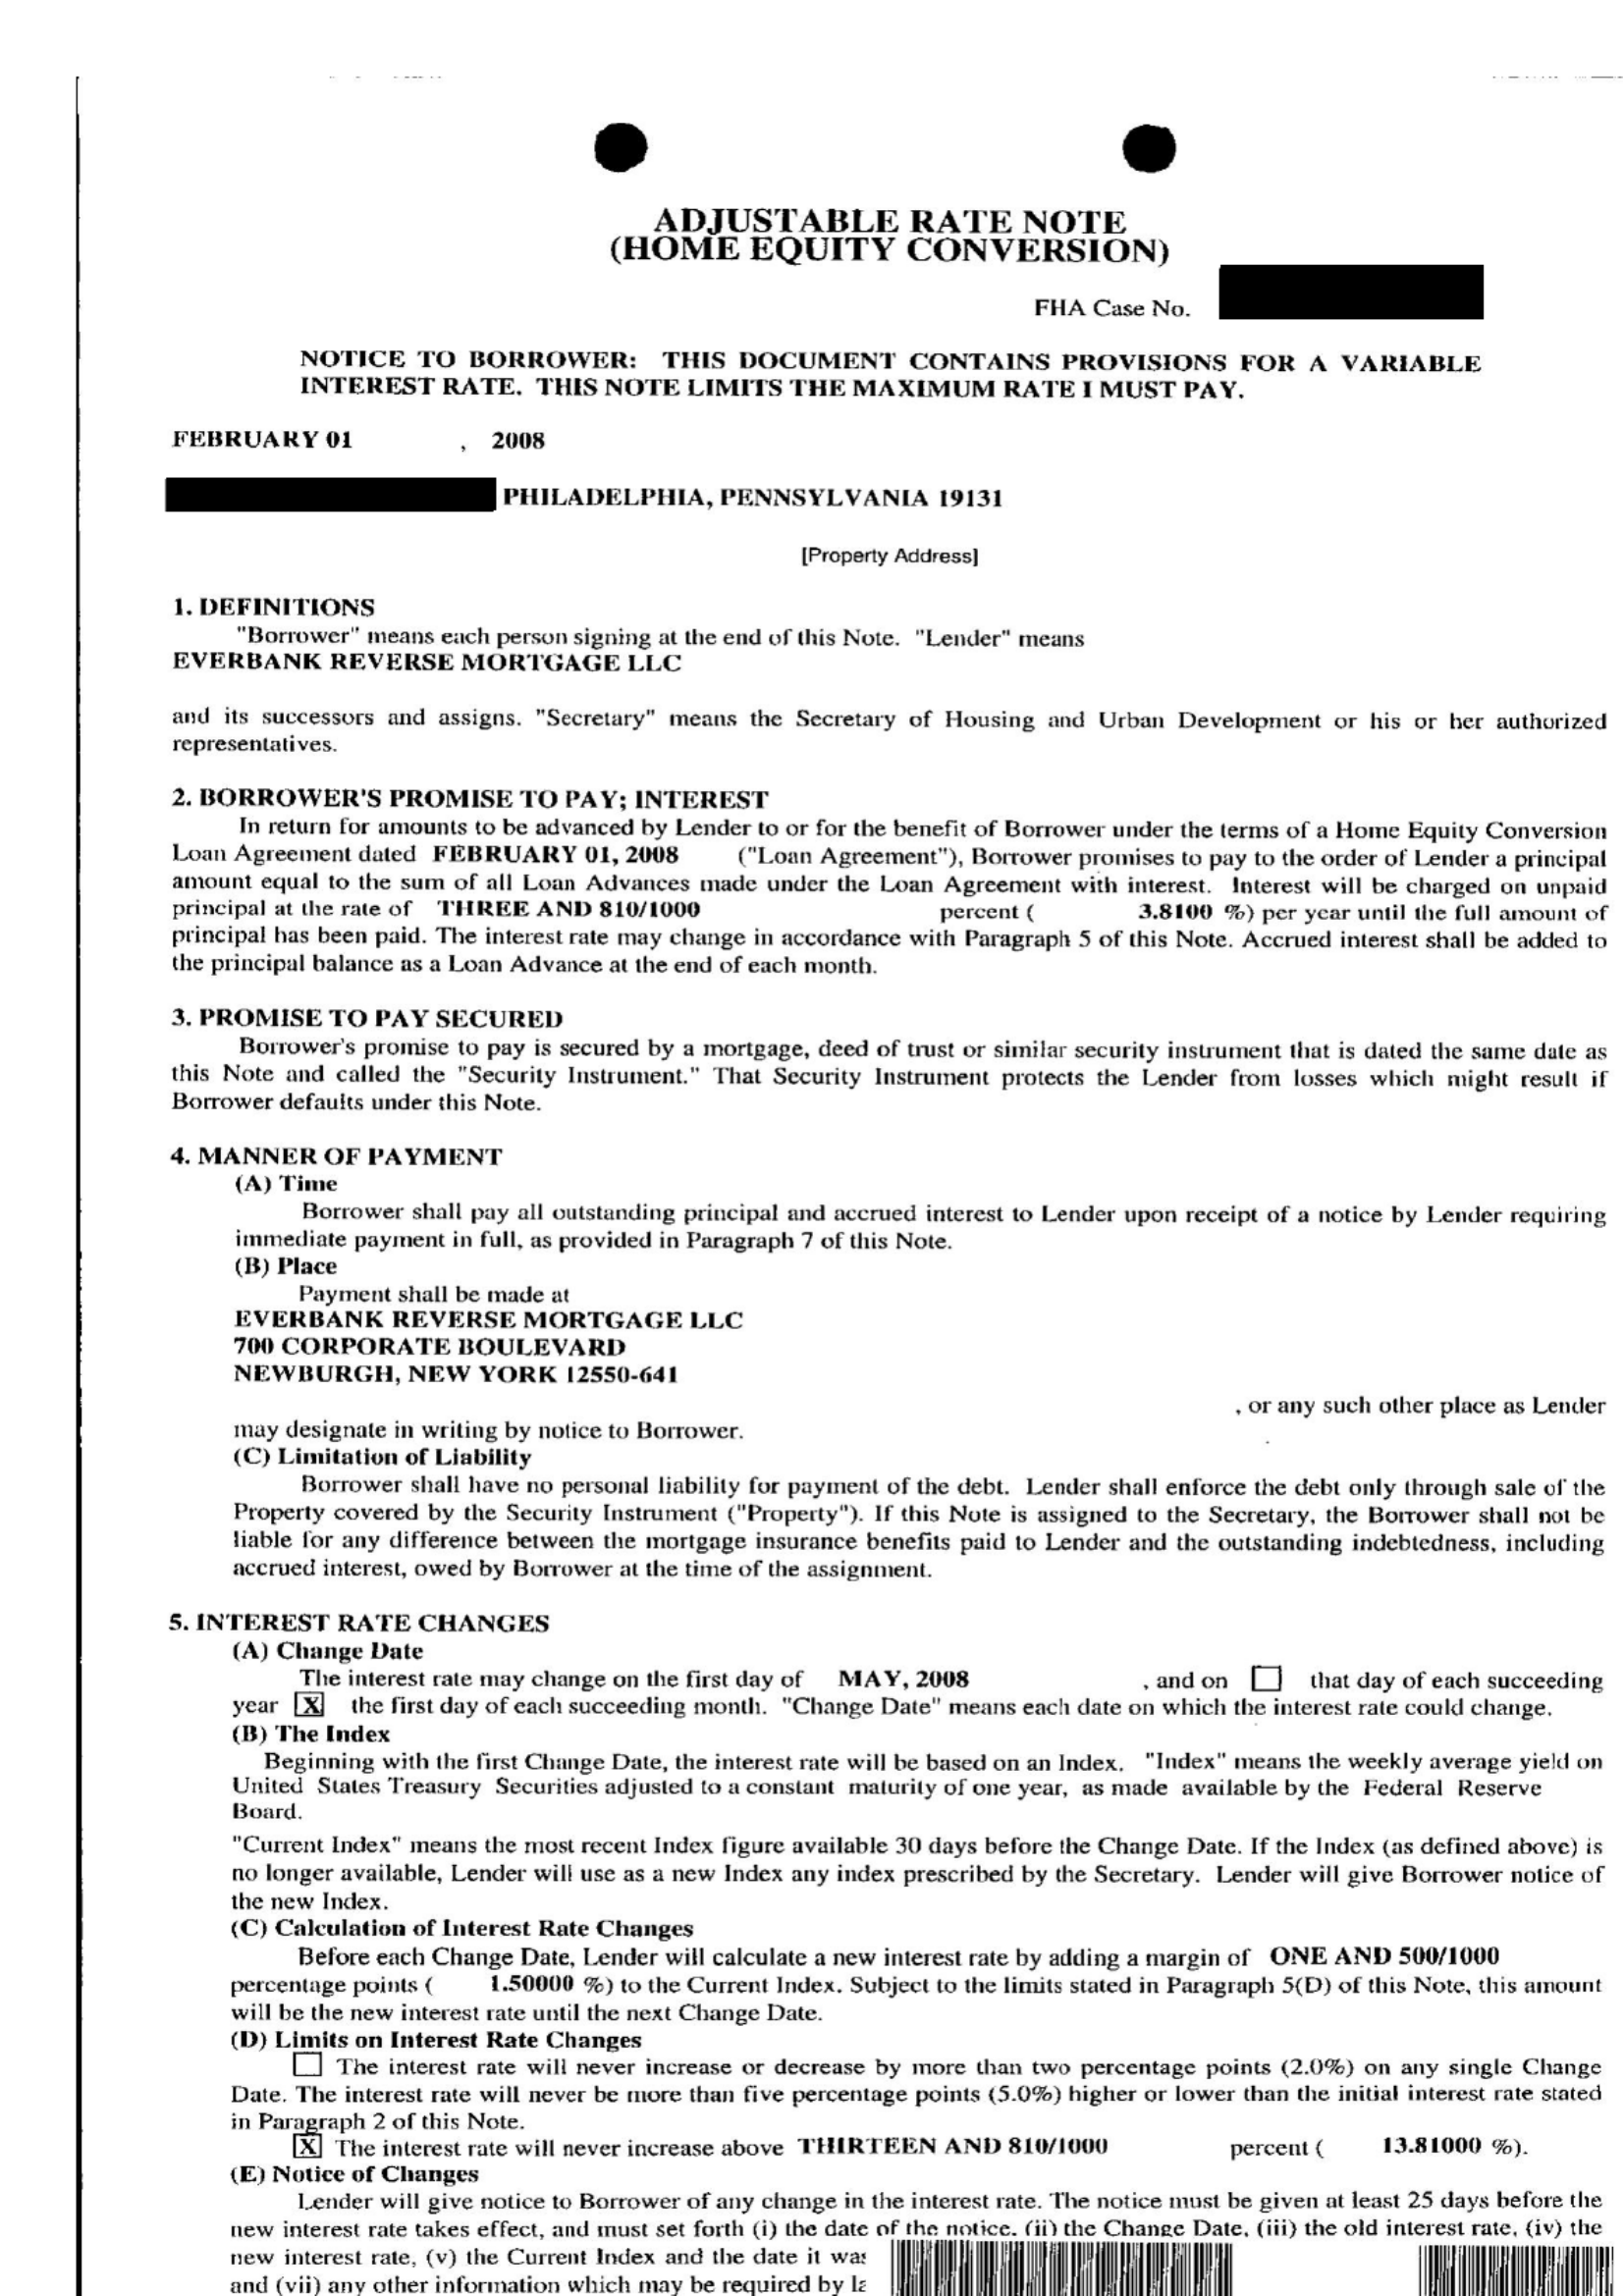 ADJUSTABLE RATE NOTE
(HOME EQUITY CONVERSION)
FHA Case No.
NOTICE TO BORROWER: THIS DOCUMENT CONTAINS PROVISIONS FOR A VARIABLE
INTEREST RATE. THIS NOTE LIMITS THE MAXIMUM RATE I MUST PAY.
FEBRUARY 01 , 2008
PHILADELPHIA, PENNSYLVANIA 19131
[Property Address]
1. DEFINITIONS
"Borrower" means each person signing at the end of this Note. "Lender" means
EVERBANK REVERSE MORTGAGE LLC
and its successors and assigns. "Secretary" means the Secretary of Housing and Urban Development or his or her authorized
representatives.
2. BORROWER'S PROMISE TO PAY; INTEREST
In return for amounts to be advanced by Lender to or for the benefit of Borrower under the terms of a Home Equity Conversion
Loan Agreement dated FEBRUARY 01, 2008 ("Loan Agreement"), Borrower promises to pay to the order of Lender a principal
amount equal to the sum of all Loan Advances made under the Loan Agreement with interest. Interest will be charged on unpaid
principal at the rate of THREE AND 810/1000 percent ( 3.8100 %) per year until the full amount of
principal has been paid. The interest rate may change in accordance with Paragraph 5 of this Note. Accrued interest shall be added to
the principal balance as a Loan Advance at the end of each month.
3. PROMISE TO PAY SECURED
Borrower's promise to pay is secured by a mortgage, deed of trust or similar security instrument that is dated the same date as
this Note and called the "Security Instrument." That Security Instrument protects the Lender from losses which might result if
Borrower defaults under this Note.
4. MANNER OF PAYMENT
(A) Time
Borrower shall pay all outstanding principal and accrued interest to Lender upon receipt of a notice by Lender requiring
immediate payment in full, as provided in Paragraph 7 of this Note.
(B) Place
Payment shall be made at
EVERBANK REVERSE MORTGAGE LLC
700 CORPORATE BOULEVARD
NEWBURGH, NEW YORK 12550-641
, or any such other place as Lender
may designate in writing by notice to Borrower.
(C) Limitation of Liability
Borrower shall have no personal liability for payment of the debt. Lender shall enforce the debt only through sale of the
Property covered by the Security Instrument ("Property"). If this Note is assigned to the Secretary, the Borrower shall not be
liable for any difference between the mortgage insurance benefits paid to Lender and the outstanding indebtedness, including
accrued interest, owed by Borrower at the time of the assignment.
5. INTEREST RATE CHANGES
(A) Change Date
The interest rate may change on the first day of MAY, 2008 , and on ☐ that day of each succeeding
year [X] the first day of each succeeding month. "Change Date" means each date on which the interest rate could change.
(B) The Index
Beginning with the first Change Date, the interest rate will be based on an Index. "Index" means the weekly average yield on
United States Treasury Securities adjusted to a constant maturity of one year, as made available by the Federal Reserve
Board.
"Current Index" means the most recent Index figure available 30 days before the Change Date. If the Index (as defined above) is
no longer available, Lender will use as a new Index any index prescribed by the Secretary. Lender will give Borrower notice of
the new Index.
(C) Calculation of Interest Rate Changes
Before each Change Date, Lender will calculate a new interest rate by adding a margin of ONE AND 500/1000
percentage points ( 1.50000 %) to the Current Index. Subject to the limits stated in Paragraph 5(D) of this Note, this amount
will be the new interest rate until the next Change Date.
(D) Limits on Interest Rate Changes
☐ The interest rate will never increase or decrease by more than two percentage points (2.0%) on any single Change
Date. The interest rate will never be more than five percentage points (5.0%) higher or lower than the initial interest rate stated
in Paragraph 2 of this Note.
[X] The interest rate will never increase above THIRTEEN AND 810/1000 percent ( 13.81000 %).
(E) Notice of Changes
Lender will give notice to Borrower of any change in the interest rate. The notice must be given at least 25 days before the
new interest rate takes effect, and must set forth (i) the date of the notice, (ii) the Change Date, (iii) the old interest rate, (iv) the
new interest rate, (v) the Current Index and the date it was
and (vii) any other information which may be required by